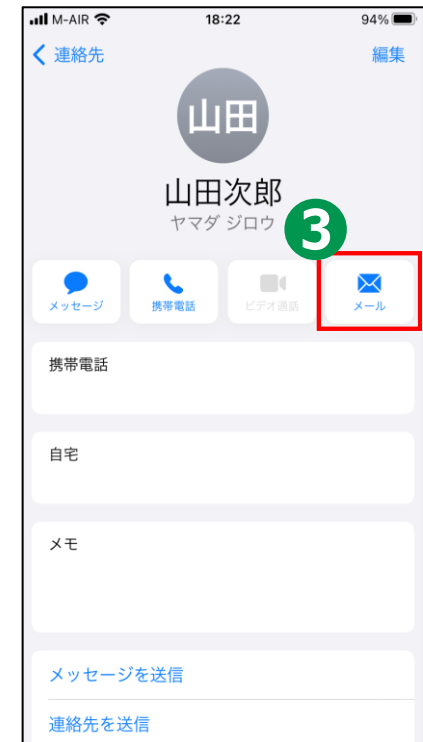 M-AIR 18:22 94%
連絡先 編集
山田
山田次郎
ヤマダ ジロウ
3
メッセージ 携帯電話 ビデオ通話 メール
携帯電話
自宅
メモ
メッセージを送信
連絡先を送信